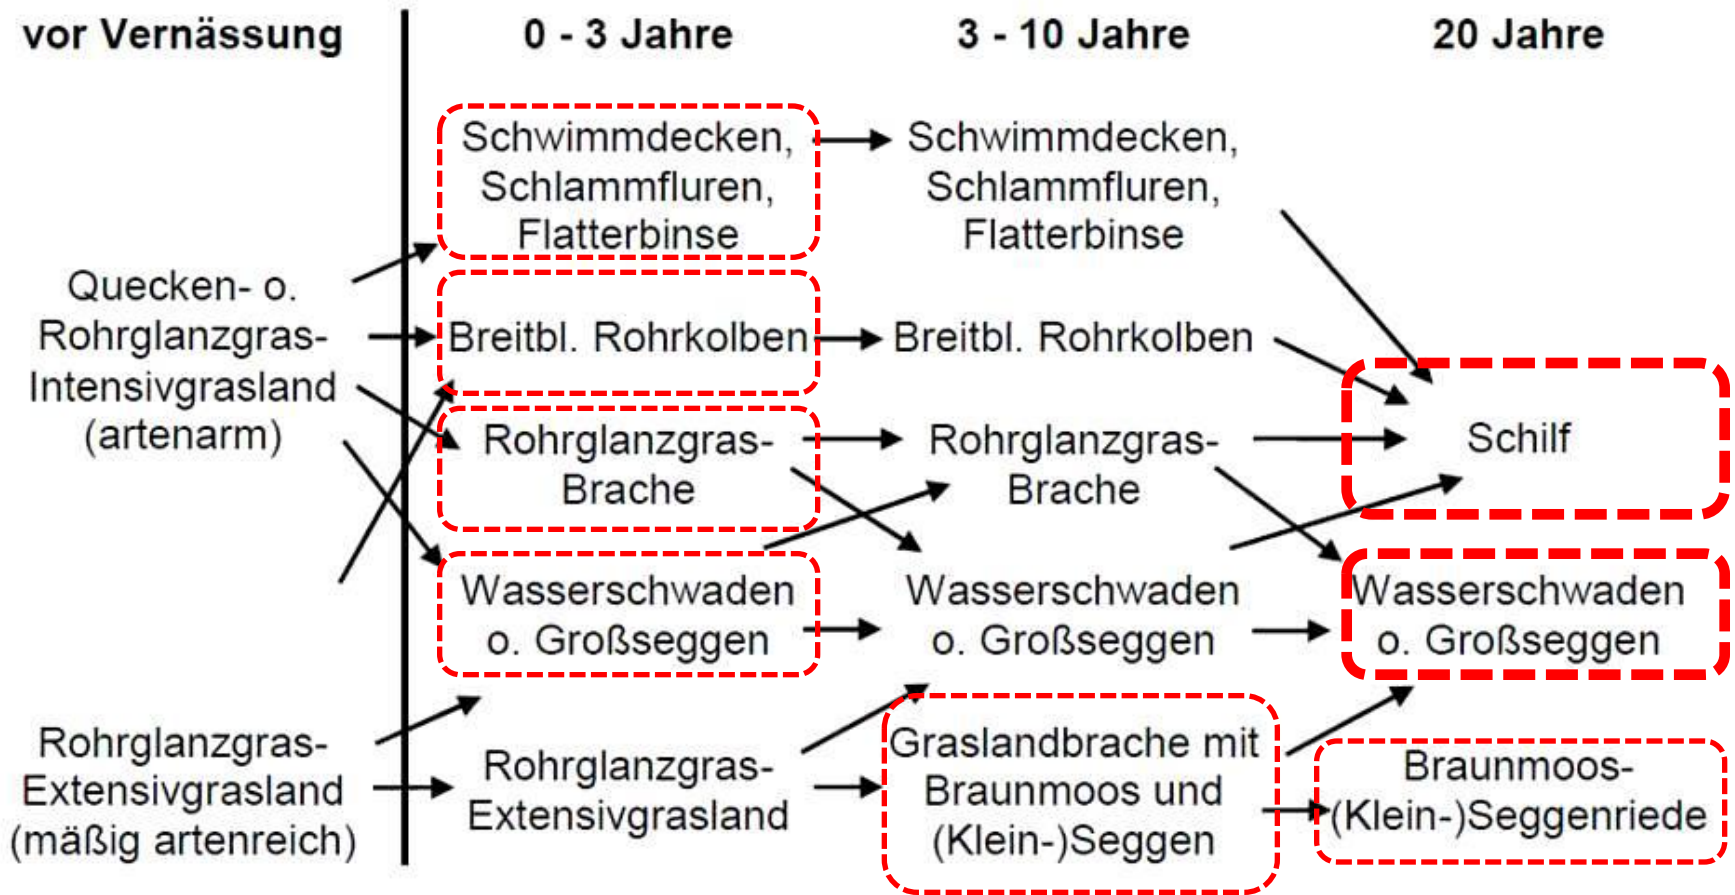 vor Vernässung
0 - 3 Jahre
3 - 10 Jahre
20 Jahre
Quecken- o.
Rohrglanzgras-
Intensivgrasland
(artenarm)
Rohrglanzgras-
Extensivgrasland
(mäßig artenreich)
Schwimmdecken,
Schlammfluren,
Flatterbinse
Breitbl. Rohrkolben
Rohrglanzgras-
Brache
Wasserschwaden
o. Großseggen
Rohrglanzgras-
Extensivgrasland
Schwimmdecken,
Schlammfluren,
Flatterbinse
Breitbl. Rohrkolben
Rohrglanzgras-
Brache
Wasserschwaden
o. Großseggen
Graslandbrache mit
Braunmoos und
(Klein-)Seggen
Schilf
Wasserschwaden
o. Großseggen
Braunmoos-
(Klein-)Seggenriede